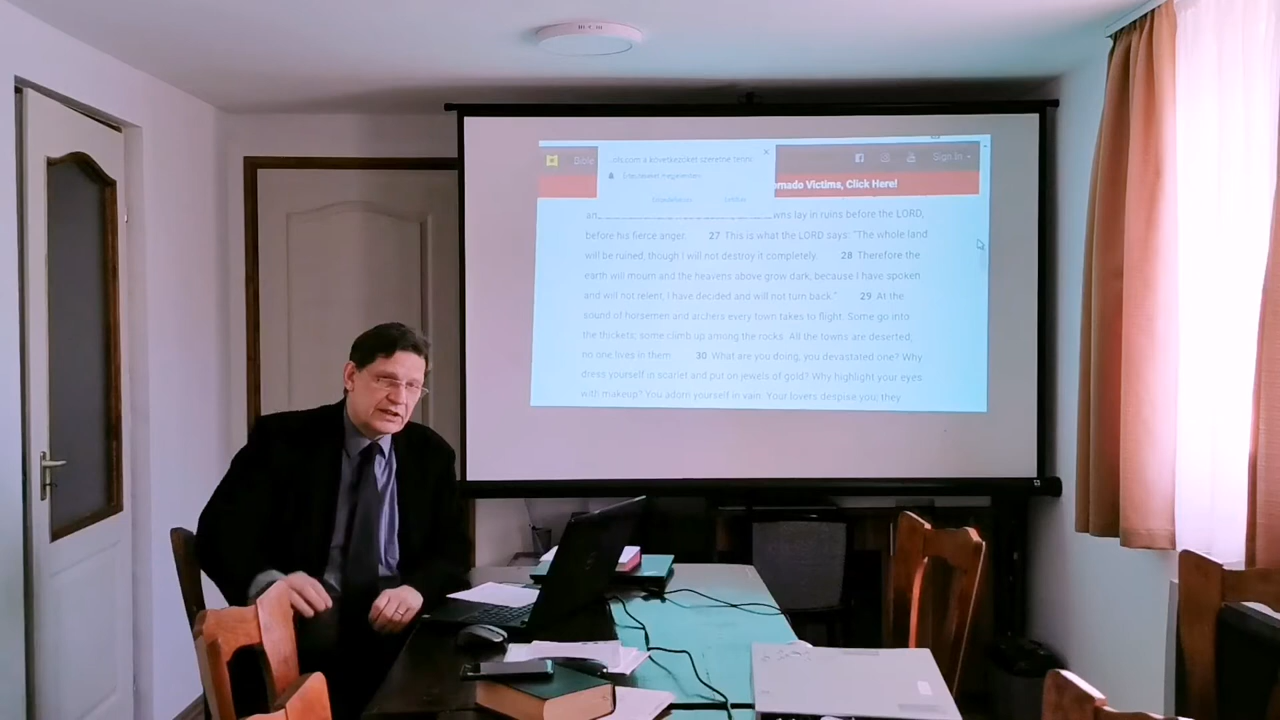 Bible
a következőket szeretne tenni
Sign In
ornado Victims, Click Here!
wns lay in ruins before the LORD,
before his fierce anger. 27 This is what the LORD says: "The whole land
will be ruined, though I will not destroy it completely. 28 Therefore the
earth will mourn and the heavens above grow dark, because I have spoken
and will not relent, I have decided and will not turn back." 29 At the
sound of horsemen and archers every town takes to flight. Some go into
the thickets; some climb up among the rocks. All the towns are deserted;
no one lives in them. 30 What are you doing, you devastated one? Why
dress yourself in scarlet and put on jewels of gold? Why highlight your eyes
with makeup? You adorn yourself in vain. Your lovers despise you; they